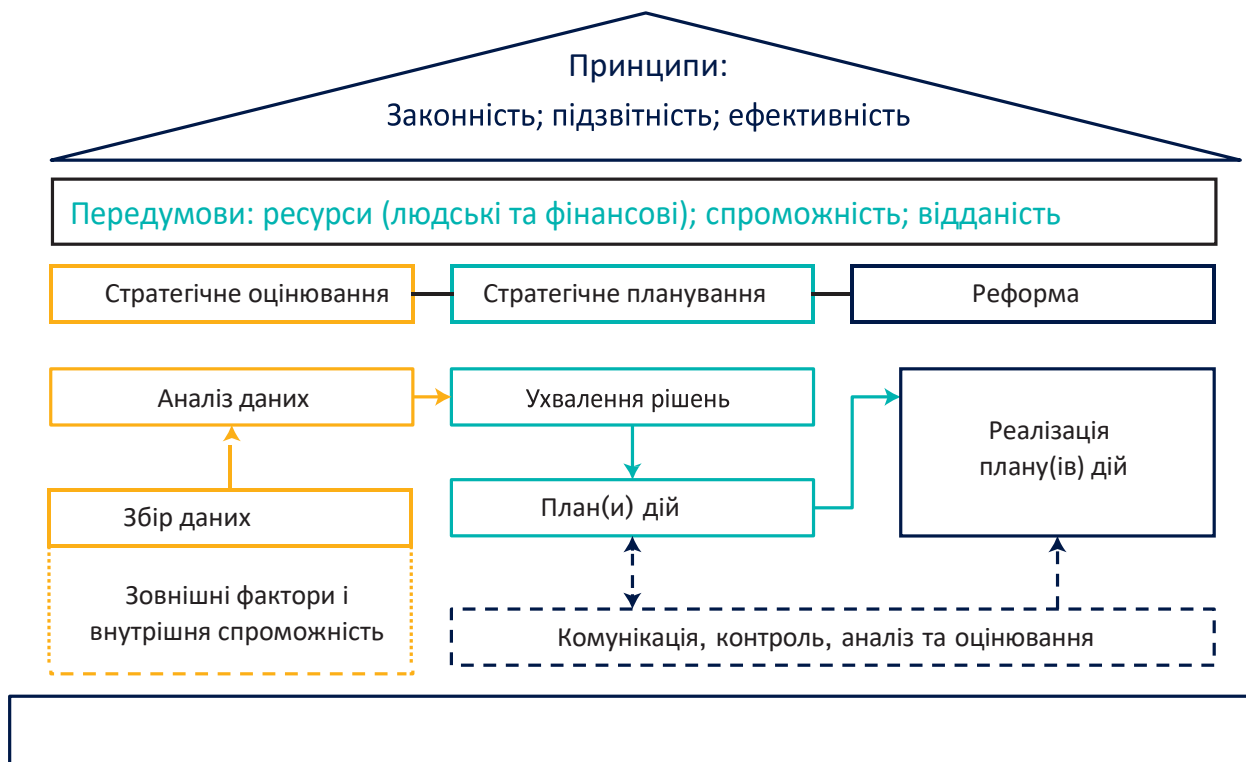 Принципи:
Законність; підзвітність; ефективність
Передумови: ресурси (людські та фінансові); спроможність; відданість
Стратегічне оцінювання
Стратегічне планування
Реформа
Аналіз даних
Ухвалення рішень
Реалізація
плану(ів) дій
Збір даних
План(и) дій
Зовнішні фактори і
внутрішня спроможність
Комунікація, контроль, аналіз та оцінювання